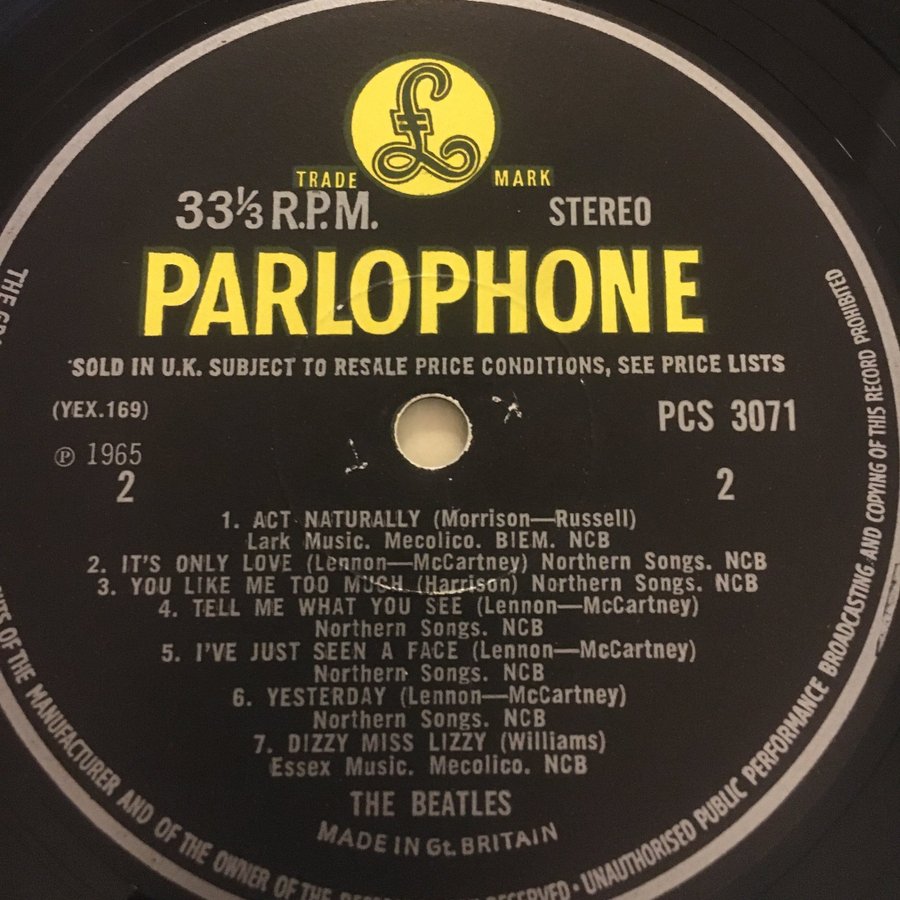 £
TRADE MARK
33⅓ R.P.M. STEREO
PARLOPHONE
SOLD IN U.K. SUBJECT TO RESALE PRICE CONDITIONS, SEE PRICE LISTS
(YEX.169) PCS 3071
℗ 1965
2 2
1. ACT NATURALLY (Morrison—Russell)
Lark Music. Mecolico. BIEM. NCB
2. IT'S ONLY LOVE (Lennon—McCartney) Northern Songs. NCB
3. YOU LIKE ME TOO MUSH (Harrison) Northern Songs. NCB
4. TELL ME WHAT YOU SEE (Lennon—McCartney)
Northern Songs. NCB
5. I'VE JUST SEEN A FACE (Lennon—McCartney)
Northern Songs. NCB
6. YESTERDAY (Lennon—McCartney)
Northern Songs. NCB
7. DIZZY MISS LIZZY (Williams)
Essex Music. Mecolico. NCB
THE BEATLES
MADE IN Gt. BRITAIN
THE OF THE MANUFACTURER AND OF THE OWNER OF THE RESERVED · UNAUTHORISED PUBLIC PERFORMANCE BROADCASTING AND COPYING OF THIS RECORD PROHIBITED